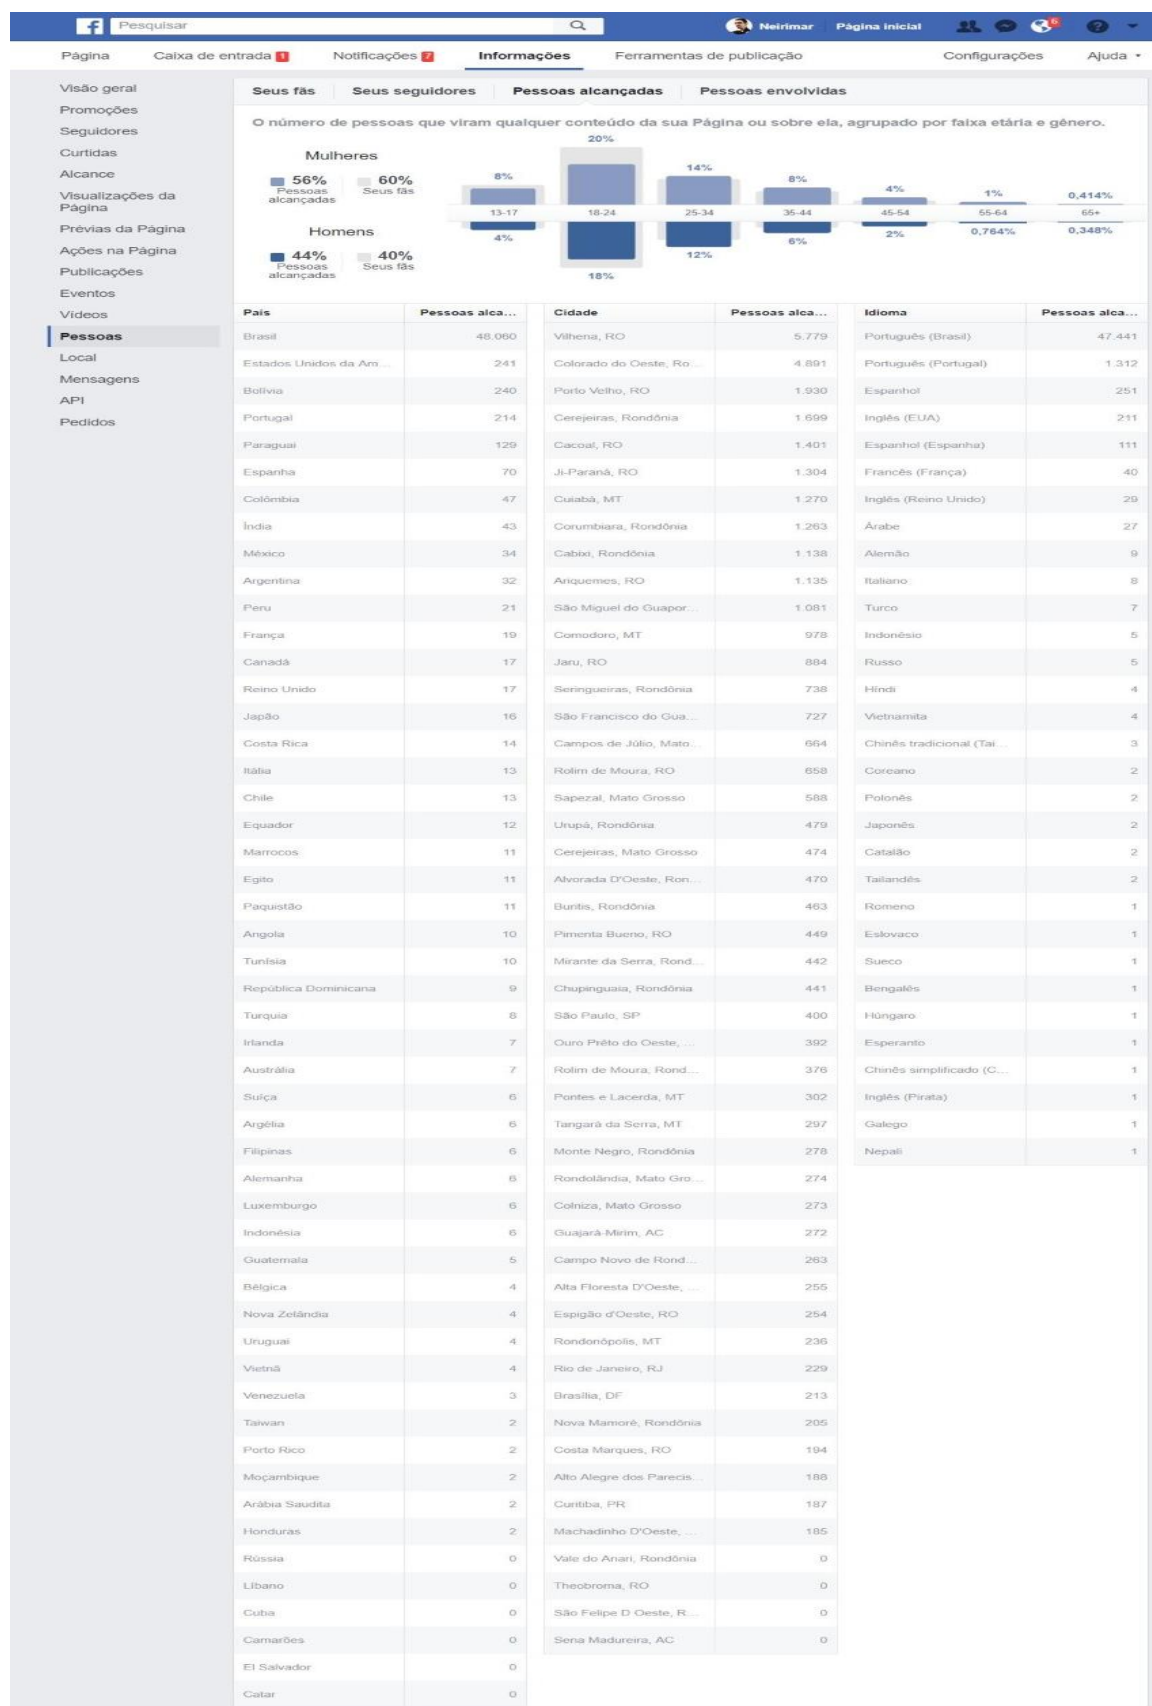 f Pesquisar Neirimar Página inicial 6
Página Caixa de entrada 1 Notificações 7 Informações Ferramentas de publicação Configurações Ajuda
Visão geral
Promoções
Seguidores
Curtidas
Alcance
Visualizações da
Página
Prévias da Página
Ações na Página
Publicações
Eventos
Vídeos
Pessoas
Local
Mensagens
API
Pedidos
Seus fãs Seus seguidores Pessoas alcançadas Pessoas envolvidas
O número de pessoas que viram qualquer conteúdo da sua Página ou sobre ela, agrupado por faixa etária e gênero.
Mulheres
56% 60%
Pessoas Seus fãs
alcançadas
Homens
44% 40%
Pessoas Seus fãs
alcançadas
8% 20% 14% 8% 4% 1% 0,414%
13-17 18-24 25-34 35-44 45-54 55-64 65+
4% 18% 12% 6% 2% 0,764% 0,348%
País Pessoas alca... Cidade Pessoas alca... Idioma Pessoas alca...
Brasil 48.060 Vilhena, RO 5.779 Português (Brasil) 47.441
Estados Unidos da Am... 241 Colorado do Oeste, Ro... 4.891 Português (Portugal) 1.312
Bolívia 240 Porto Velho, RO 1.930 Espanhol 251
Portugal 214 Cerejeiras, Rondônia 1.699 Inglês (EUA) 211
Paraguai 129 Cacoal, RO 1.401 Espanhol (Espanha) 111
Espanha 70 Ji-Paraná, RO 1.304 Francês (França) 40
Colômbia 47 Cuiabá, MT 1.270 Inglês (Reino Unido) 29
Índia 43 Corumbiara, Rondônia 1.263 Árabe 27
México 34 Cabixi, Rondônia 1.138 Alemão 9
Argentina 32 Ariquemes, RO 1.135 Italiano 8
Peru 21 São Miguel do Guapor... 1.081 Turco 7
França 19 Comodoro, MT 978 Indonésio 5
Canadá 17 Jaru, RO 884 Russo 5
Reino Unido 17 Seringueiras, Rondônia 738 Híndi 4
Japão 16 São Francisco do Gua... 727 Vietnamita 4
Costa Rica 14 Campos de Júlio, Mato... 664 Chinês tradicional (Tai... 3
Itália 13 Rolim de Moura, RO 658 Coreano 2
Chile 13 Sapezal, Mato Grosso 588 Polonês 2
Equador 12 Urupá, Rondônia 479 Japonês 2
Marrocos 11 Cerejeiras, Mato Grosso 474 Catalão 2
Egito 11 Alvorada D'Oeste, Ron... 470 Tailandês 2
Paquistão 11 Buritis, Rondônia 463 Romeno 1
Angola 10 Pimenta Bueno, RO 449 Eslovaco 1
Tunísia 10 Mirante da Serra, Rond... 442 Sueco 1
República Dominicana 9 Chupinguaia, Rondônia 441 Bengalês 1
Turquia 8 São Paulo, SP 400 Húngaro 1
Irlanda 7 Ouro Prêto do Oeste, ... 392 Esperanto 1
Austrália 7 Rolim de Moura, Rond... 376 Chinês simplificado (C... 1
Suíça 6 Pontes e Lacerda, MT 302 Inglês (Pirata) 1
Argélia 6 Tangará da Serra, MT 297 Galego 1
Filipinas 6 Monte Negro, Rondônia 278 Nepali 1
Alemanha 6 Rondolândia, Mato Gro... 274
Luxemburgo 6 Colniza, Mato Grosso 273
Indonésia 6 Guajará-Mirim, AC 272
Guatemala 5 Campo Novo de Rond... 263
Bélgica 4 Alta Floresta D'Oeste, ... 255
Nova Zelândia 4 Espigão d'Oeste, RO 254
Uruguai 4 Rondonópolis, MT 236
Vietnã 4 Rio de Janeiro, RJ 229
Venezuela 3 Brasília, DF 213
Taiwan 2 Nova Mamoré, Rondônia 205
Porto Rico 2 Costa Marques, RO 194
Moçambique 2 Alto Alegre dos Parecis... 188
Arábia Saudita 2 Curitiba, PR 187
Honduras 2 Machadinho D'Oeste, ... 185
Rússia 0 Vale do Anari, Rondônia 0
Líbano 0 Theobroma, RO 0
Cuba 0 São Felipe D Oeste, R... 0
Camarões 0 Sena Madureira, AC 0
El Salvador 0
Catar 0